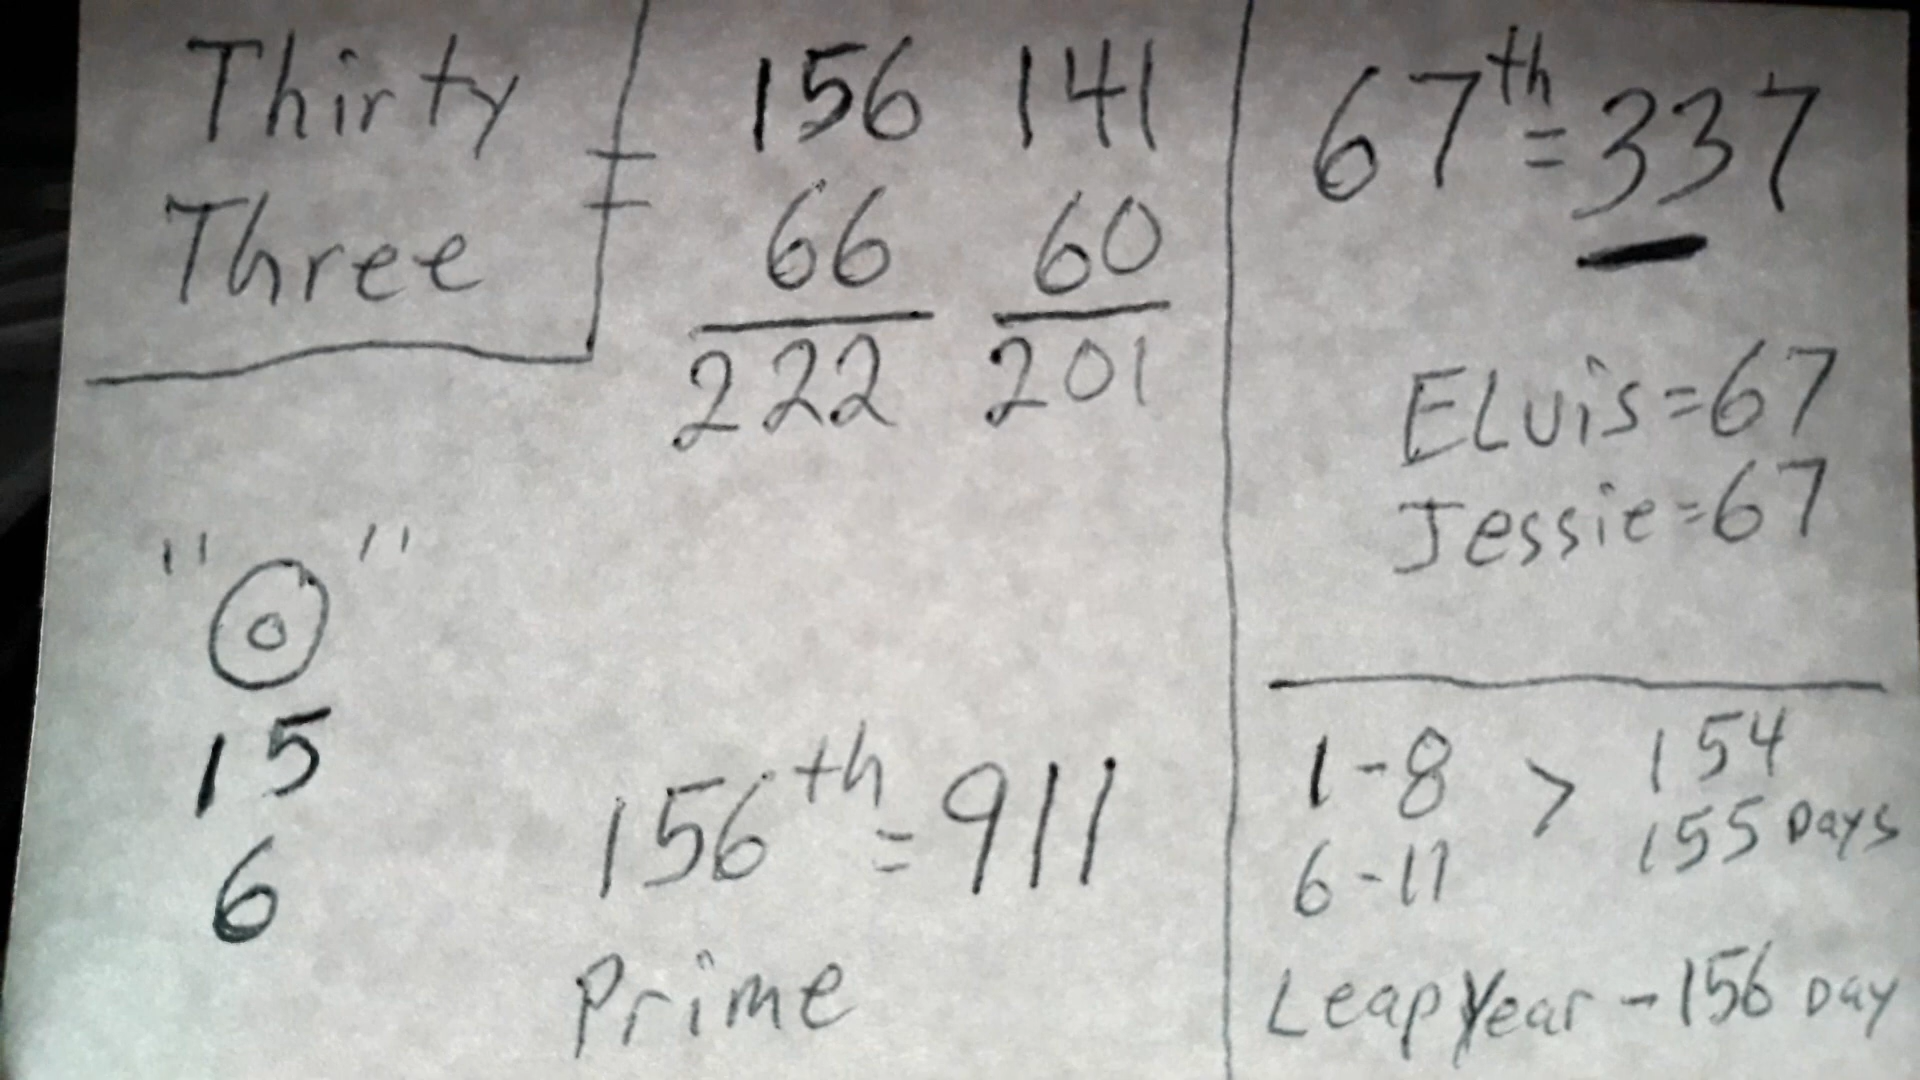 Thirty
Three
156 141
66 60
222 201
"O"
15
6
156th = 911
Prime
67th = 337
ELvis = 67
Jessie = 67
1-8 > 154
6-11 155 Days
Leap Year - 156 Day